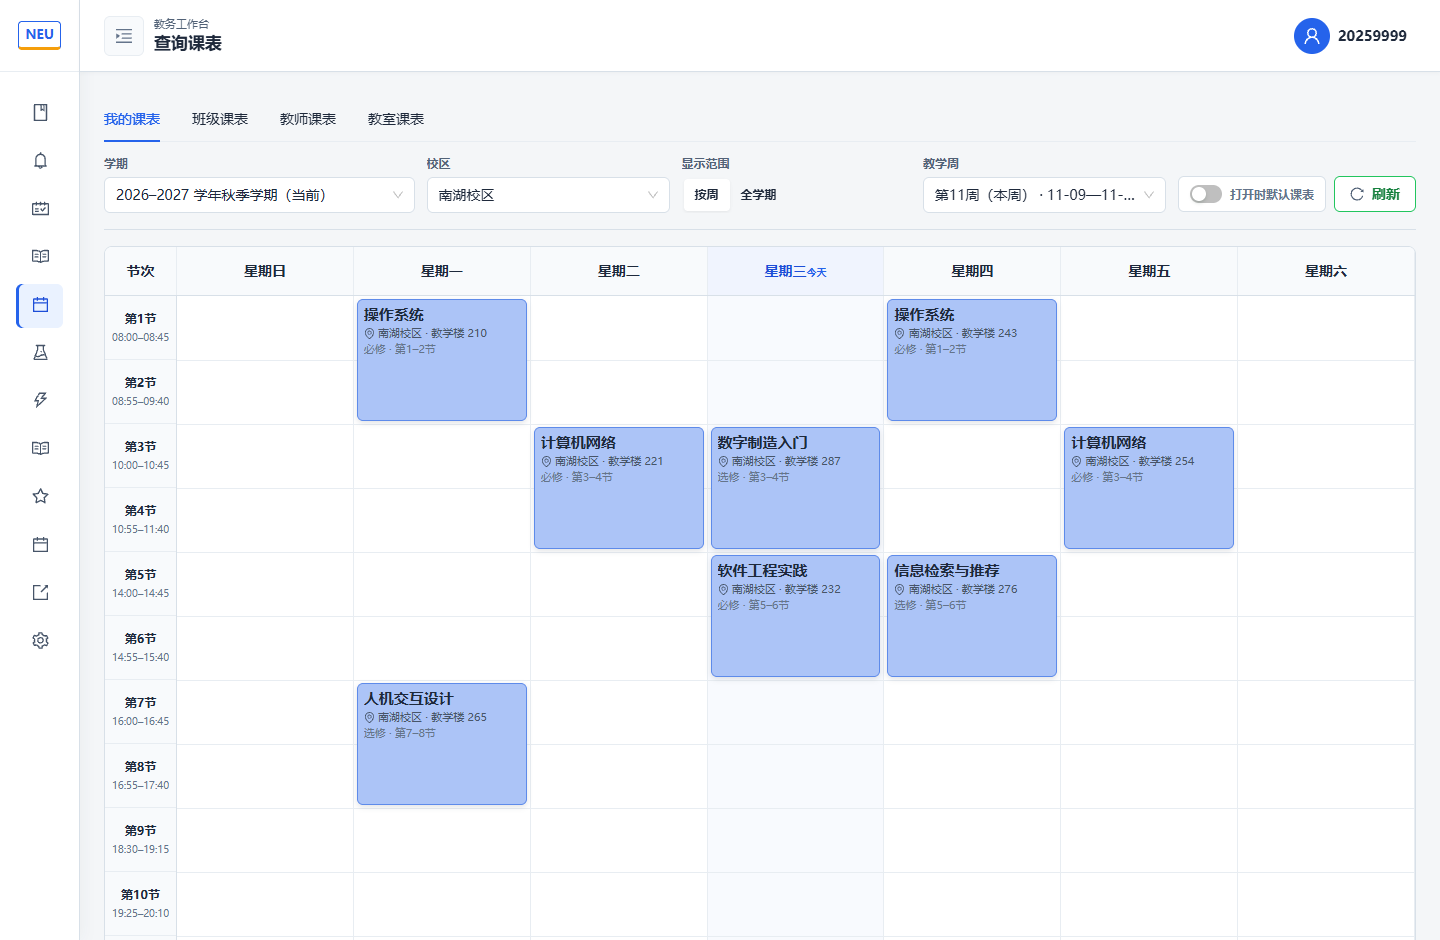 NEU
教务工作台
查询课表
20259999
我的课表 班级课表 教师课表 教室课表
学期 校区 显示范围 教学周
2026–2027 学年秋季学期（当前） 南湖校区 按周 全学期 第11周（本周） · 11-09—11-... 打开时默认课表 刷新
节次 星期日 星期一 星期二 星期三今天 星期四 星期五 星期六
第1节
08:00–08:45
操作系统
南湖校区 · 教学楼 210
必修 · 第1–2节
操作系统
南湖校区 · 教学楼 243
必修 · 第1–2节
第2节
08:55–09:40
第3节
10:00–10:45
计算机网络
南湖校区 · 教学楼 221
必修 · 第3–4节
数字制造入门
南湖校区 · 教学楼 287
选修 · 第3–4节
计算机网络
南湖校区 · 教学楼 254
必修 · 第3–4节
第4节
10:55–11:40
第5节
14:00–14:45
软件工程实践
南湖校区 · 教学楼 232
必修 · 第5–6节
信息检索与推荐
南湖校区 · 教学楼 276
选修 · 第5–6节
第6节
14:55–15:40
第7节
16:00–16:45
人机交互设计
南湖校区 · 教学楼 265
选修 · 第7–8节
第8节
16:55–17:40
第9节
18:30–19:15
第10节
19:25–20:10